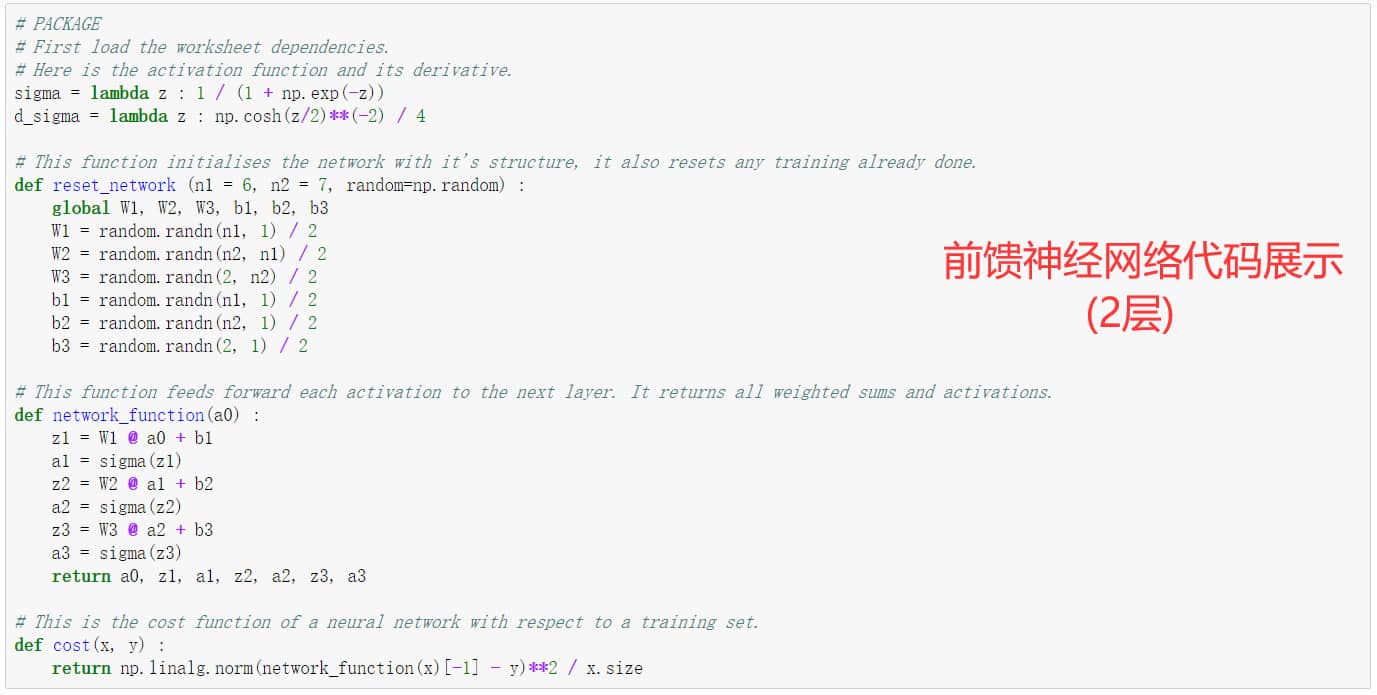 # PACKAGE
# First load the worksheet dependencies.
# Here is the activation function and its derivative.
sigma = lambda z : 1 / (1 + np.exp(-z))
d_sigma = lambda z : np.cosh(z/2)**(-2) / 4
# This function initialises the network with it's structure, it also resets any training already done.
def reset_network (n1 = 6, n2 = 7, random=np.random) :
    global W1, W2, W3, b1, b2, b3
    W1 = random.randn(n1, 1) / 2
    W2 = random.randn(n2, n1) / 2
    W3 = random.randn(2, n2) / 2
    b1 = random.randn(n1, 1) / 2
    b2 = random.randn(n2, 1) / 2
    b3 = random.randn(2, 1) / 2
前馈神经网络代码展示
(2层)
# This function feeds forward each activation to the next layer. It returns all weighted sums and activations.
def network_function(a0) :
    z1 = W1 @ a0 + b1
    a1 = sigma(z1)
    z2 = W2 @ a1 + b2
    a2 = sigma(z2)
    z3 = W3 @ a2 + b3
    a3 = sigma(z3)
    return a0, z1, a1, z2, a2, z3, a3
# This is the cost function of a neural network with respect to a training set.
def cost(x, y) :
    return np.linalg.norm(network_function(x)[-1] - y)**2 / x.size